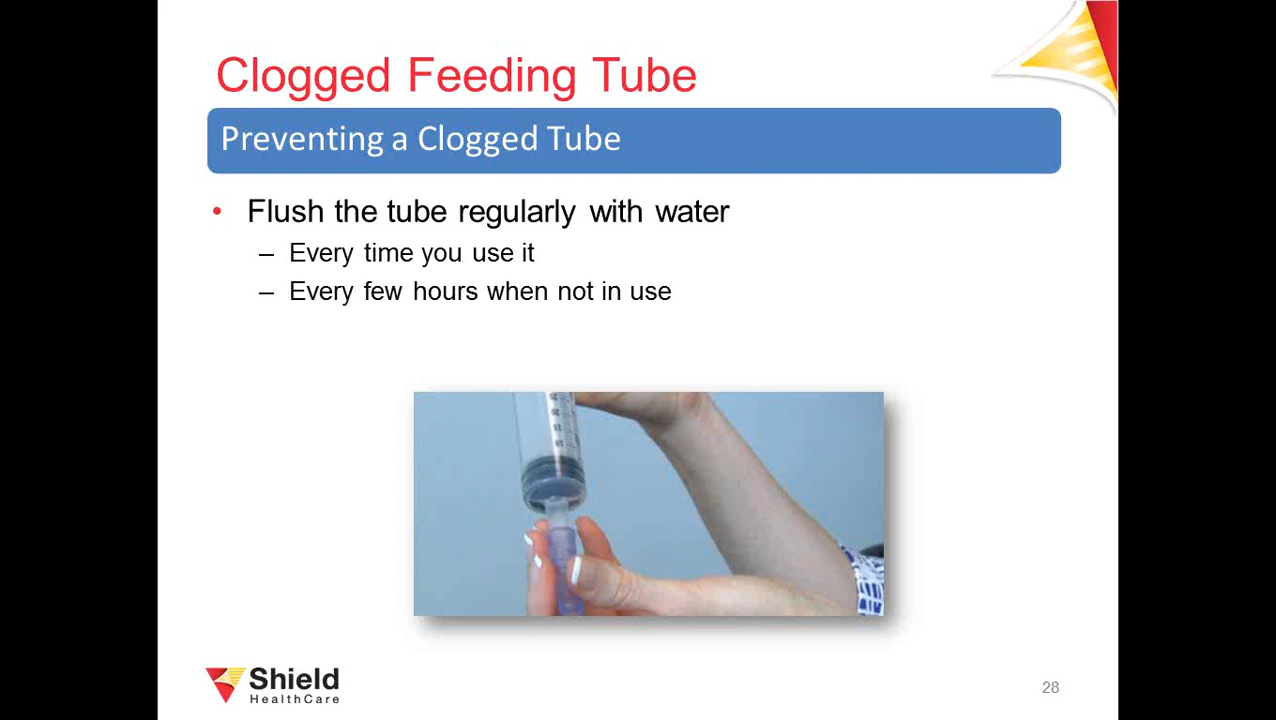 Clogged Feeding Tube
Preventing a Clogged Tube
• Flush the tube regularly with water
– Every time you use it
– Every few hours when not in use
Shield
HealthCare
28